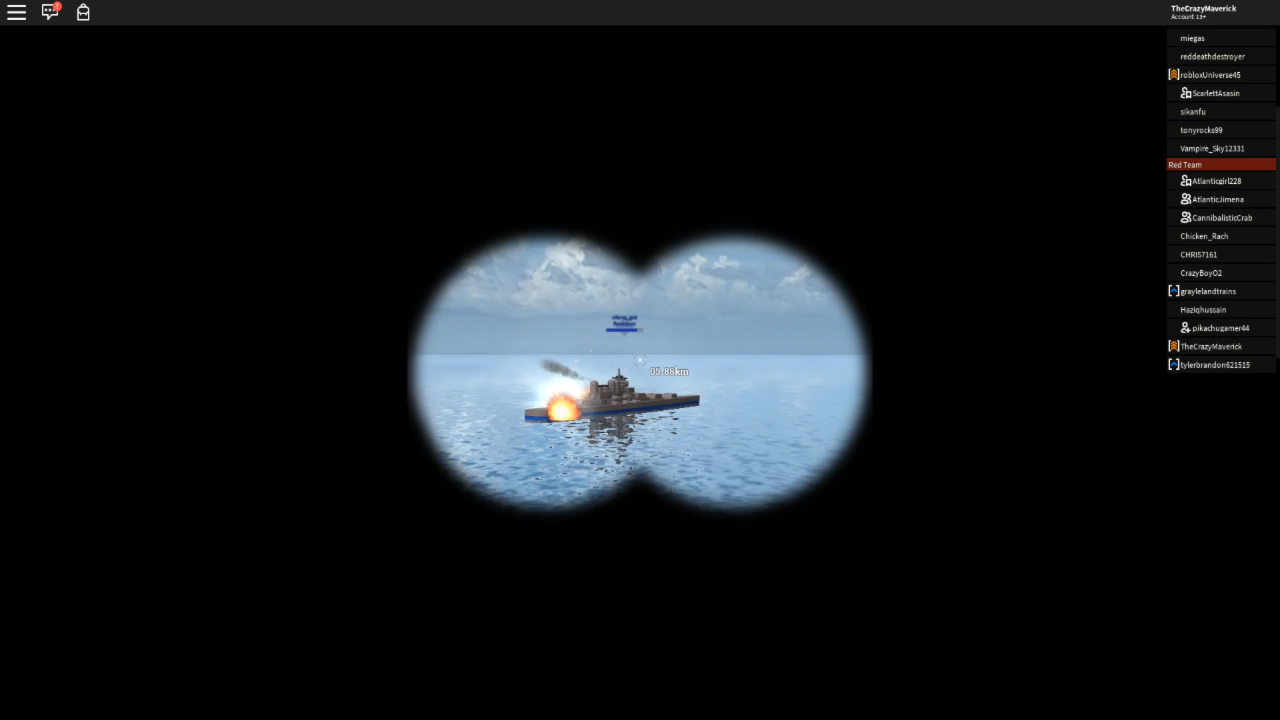 TheCrazyMaverick
Account: 13+
miegas
reddeathdestroyer
robloxUniverse45
ScarlettAsasin
sikanfu
tonyrocks99
Vampire_Sky12331
Red Team
Atlanticgirl228
AtlanticJimena
CannibalisticCrab
Chicken_Rach
CHRIS7161
CrazyBoyO2
graylelandtrains
Haziqhussain
pikachugamer44
TheCrazyMaverick
tylerbrandon621515
05.88km